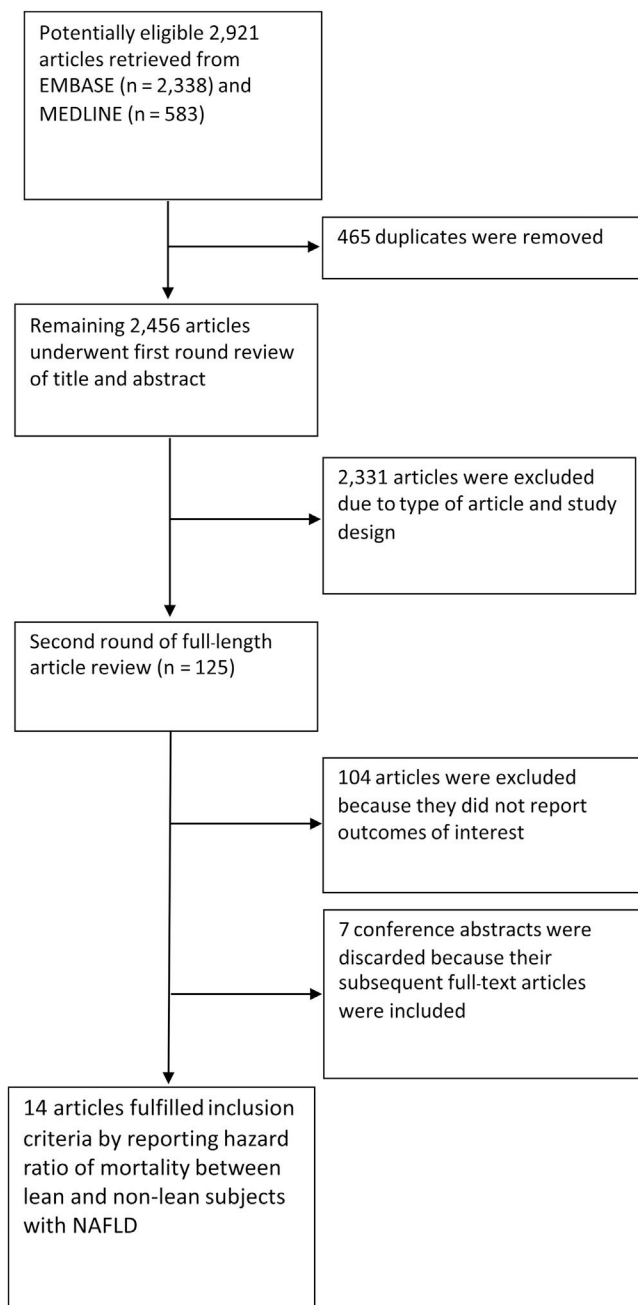 Potentially eligible 2,921
articles retrieved from
EMBASE (n = 2,338) and
MEDLINE (n = 583)
465 duplicates were removed
Remaining 2,456 articles
underwent first round review
of title and abstract
2,331 articles were excluded
due to type of article and study
design
Second round of full-length
article review (n = 125)
104 articles were excluded
because they did not report
outcomes of interest
7 conference abstracts were
discarded because their
subsequent full-text articles
were included
14 articles fulfilled inclusion
criteria by reporting hazard
ratio of mortality between
lean and non-lean subjects
with NAFLD